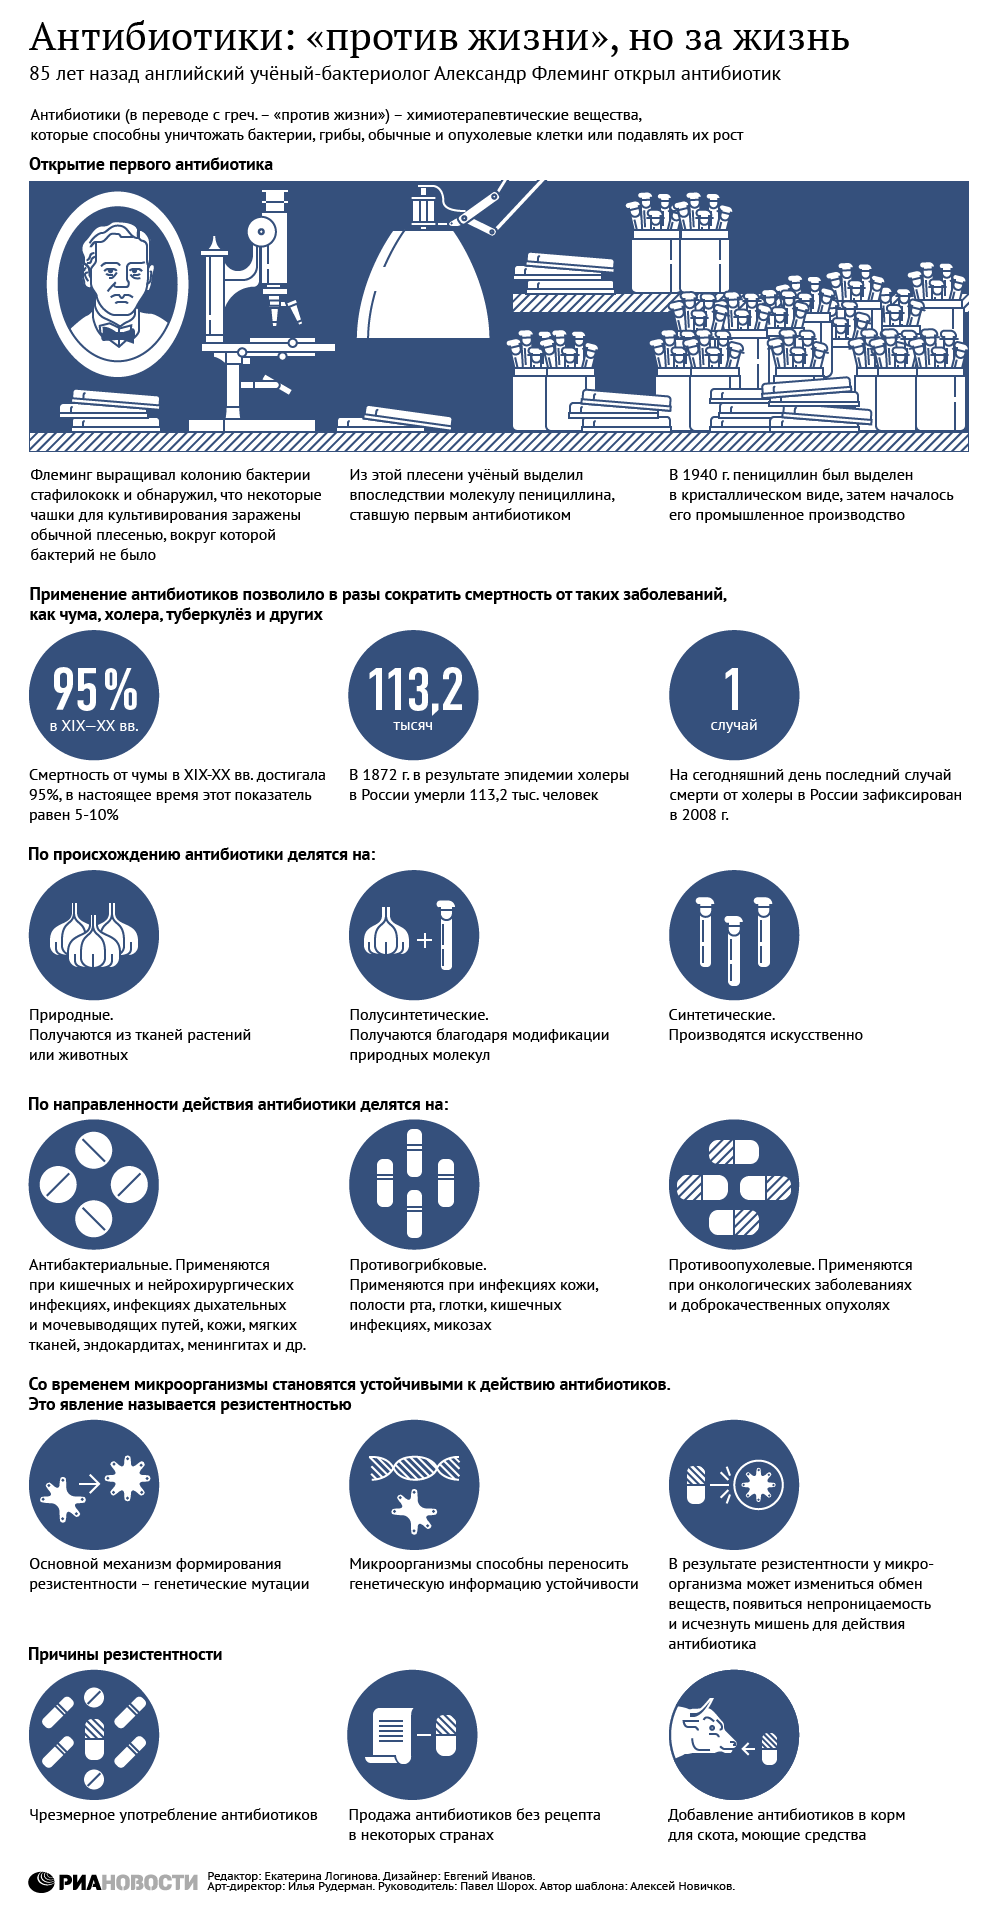 Антибиотики: «против жизни», но за жизнь
85 лет назад английский учёный-бактериолог Александр Флеминг открыл антибиотик
Антибиотики (в переводе с греч. – «против жизни») – химиотерапевтические вещества,
которые способны уничтожать бактерии, грибы, обычные и опухолевые клетки или подавлять их рост
Открытие первого антибиотика
Флеминг выращивал колонию бактерии
стафилококк и обнаружил, что некоторые
чашки для культивирования заражены
обычной плесенью, вокруг которой
бактерий не было
Из этой плесени учёный выделил
впоследствии молекулу пенициллина,
ставшую первым антибиотиком
В 1940 г. пенициллин был выделен
в кристаллическом виде, затем началось
его промышленное производство
Применение антибиотиков позволило в разы сократить смертность от таких заболеваний,
как чума, холера, туберкулёз и других
95%
в XIX—XX вв.
Смертность от чумы в XIX-XX вв. достигала
95%, в настоящее время этот показатель
равен 5-10%
113,2
тысяч
В 1872 г. в результате эпидемии холеры
в России умерли 113,2 тыс. человек
1
случай
На сегодняшний день последний случай
смерти от холеры в России зафиксирован
в 2008 г.
По происхождению антибиотики делятся на:
Природные.
Получаются из тканей растений
или животных
Полусинтетические.
Получаются благодаря модификации
природных молекул
Синтетические.
Производятся искусственно
По направленности действия антибиотики делятся на:
Антибактериальные. Применяются
при кишечных и нейрохирургических
инфекциях, инфекциях дыхательных
и мочевыводящих путей, кожи, мягких
тканей, эндокардитах, менингитах и др.
Противогрибковые.
Применяются при инфекциях кожи,
полости рта, глотки, кишечных
инфекциях, микозах
Противоопухолевые. Применяются
при онкологических заболеваниях
и доброкачественных опухолях
Со временем микроорганизмы становятся устойчивыми к действию антибиотиков.
Это явление называется резистентностью
Основной механизм формирования
резистентности – генетические мутации
Микроорганизмы способны переносить
генетическую информацию устойчивости
В результате резистентности у микро-
организма может измениться обмен
веществ, появиться непроницаемость
и исчезнуть мишень для действия
антибиотика
Причины резистентности
Чрезмерное употребление антибиотиков
Продажа антибиотиков без рецепта
в некоторых странах
Добавление антибиотиков в корм
для скота, моющие средства
РИАНОВОСТИ
Редактор: Екатерина Логинова. Дизайнер: Евгений Иванов.
Арт-директор: Илья Рудерман. Руководитель: Павел Шорох. Автор шаблона: Алексей Новичков.